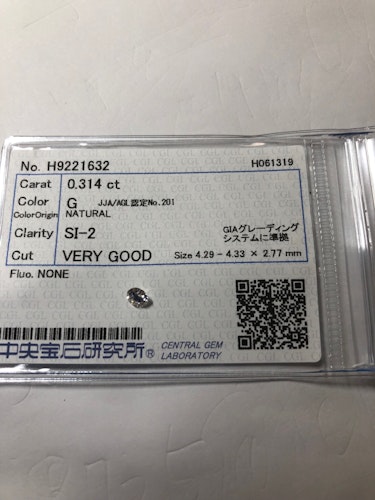 No. H9221632 H061319
Carat 0.314 ct
Color G JJA/AGL認定No.201
ColorOrigin NATURAL
Clarity SI-2 GIAグレーディング
システムに準拠
Cut VERY GOOD Size 4.29 - 4.33 × 2.77 mm
Fluo. NONE
中央宝石研究所® CENTRAL GEM
LABORATORY